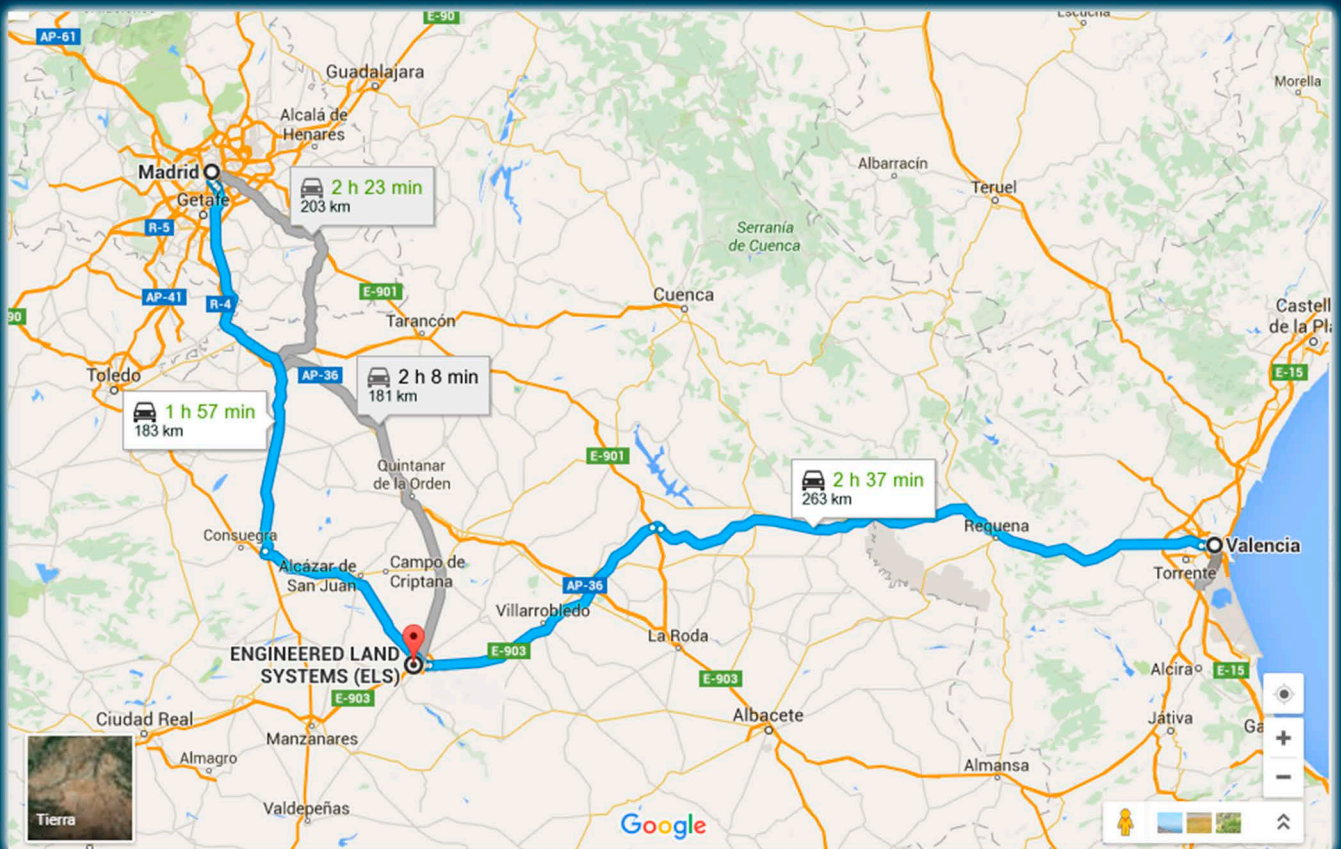 E-90
Escucha
AP-61
Guadalajara
Morella
Alcalá de
Henares
Albarracín
Madrid
2 h 23 min
203 km
Teruel
Getafe
R-5
Serranía
de Cuenca
AP-41
R-4
E-901
Cuenca
Castell
de la Pla
90
Tarancón
Toledo
AP-36
2 h 8 min
181 km
E-15
1 h 57 min
183 km
E-901
Quintanar
de la Orden
2 h 37 min
263 km
Requena
Consuegra
Valencia
Alcázar de
San Juan
Campo de
Criptana
Torrente
AP-36
Villarrobledo
La Roda
ENGINEERED LAND
SYSTEMS (ELS)
E-903
E-903
E-903
Alcira
E-15
Ciudad Real
Albacete
Játiva
Ga
Manzanares
Almagro
Almansa
Valdepeñas
Tierra
Google